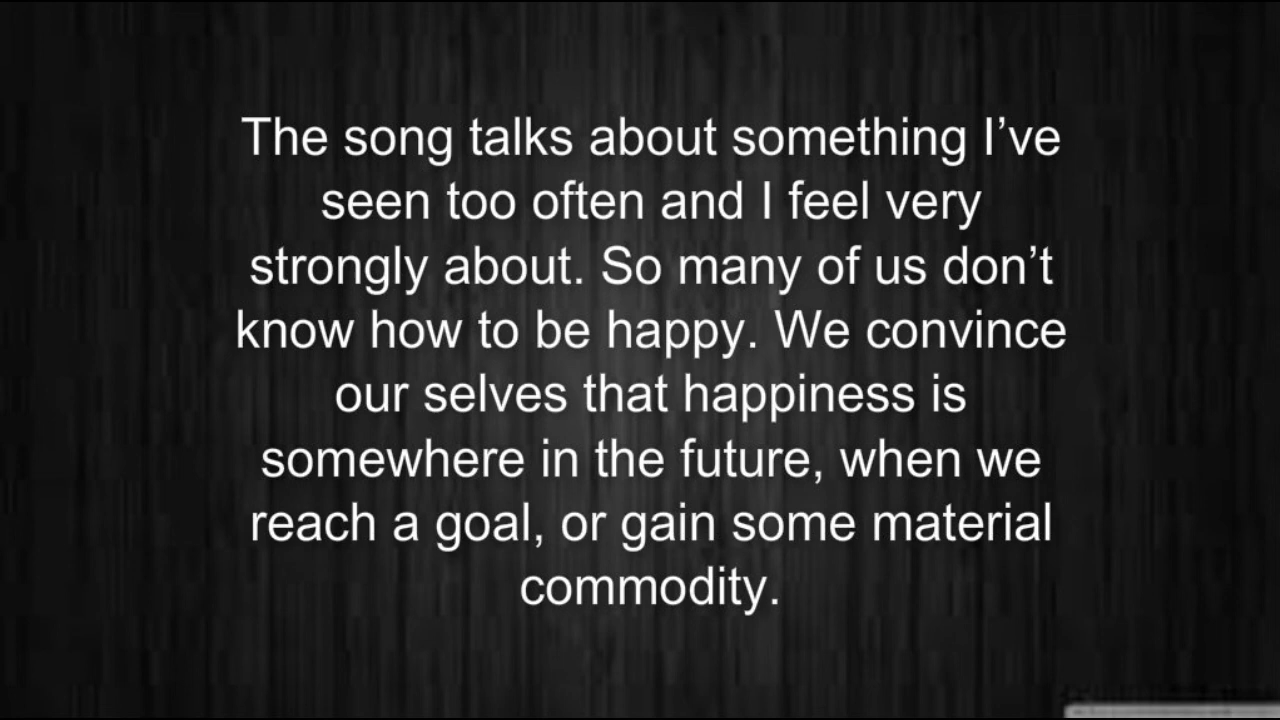 The song talks about something I’ve
seen too often and I feel very
strongly about. So many of us don’t
know how to be happy. We convince
our selves that happiness is
somewhere in the future, when we
reach a goal, or gain some material
commodity.